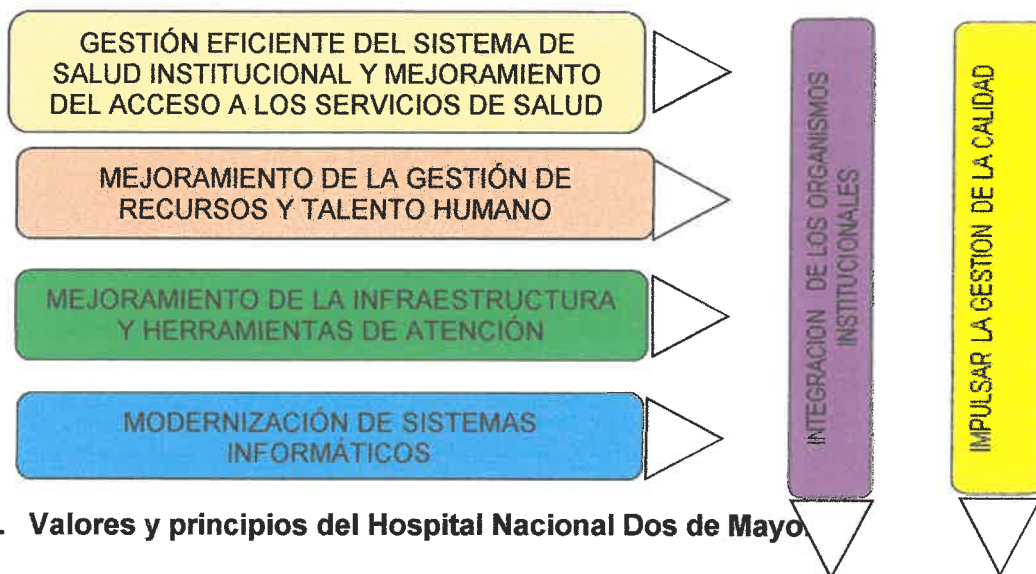 GESTIÓN EFICIENTE DEL SISTEMA DE
SALUD INSTITUCIONAL Y MEJORAMIENTO
DEL ACCESO A LOS SERVICIOS DE SALUD
MEJORAMIENTO DE LA GESTIÓN DE
RECURSOS Y TALENTO HUMANO
MEJORAMIENTO DE LA INFRAESTRUCTURA
Y HERRAMIENTAS DE ATENCIÓN
MODERNIZACIÓN DE SISTEMAS
INFORMÁTICOS
INTEGRACION DE LOS ORGANISMOS
INSTITUCIONALES
IMPULSAR LA GESTION DE LA CALIDAD
. Valores y principios del Hospital Nacional Dos de Mayo.